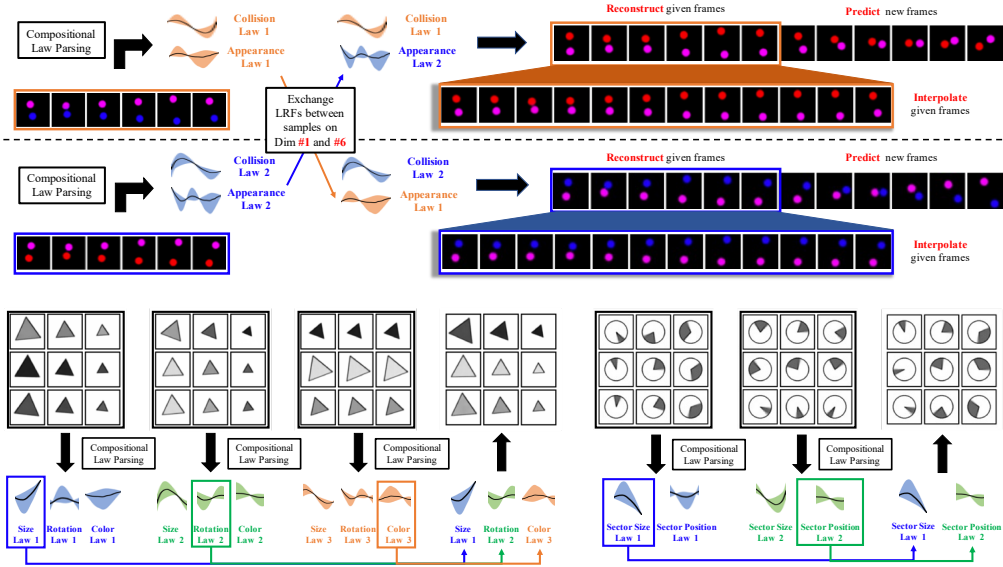 Reconstruct given frames
Predict new frames
Compositional
Law Parsing
Collision
Law 1
Appearance
Law 1
Collision
Law 1
Appearance
Law 2
Exchange
LRFs between
samples on
Dim #1 and #6
Interpolate
given frames
Compositional
Law Parsing
Collision
Law 2
Appearance
Law 2
Collision
Law 2
Appearance
Law 1
Reconstruct given frames
Predict new frames
Interpolate
given frames
Compositional
Law Parsing
Compositional
Law Parsing
Compositional
Law Parsing
Compositional
Law Parsing
Compositional
Law Parsing
Size
Law 1
Rotation
Law 1
Color
Law 1
Size
Law 2
Rotation
Law 2
Color
Law 2
Size
Law 3
Rotation
Law 3
Color
Law 3
Size
Law 1
Rotation
Law 2
Color
Law 3
Sector Size
Law 1
Sector Position
Law 1
Sector Size
Law 2
Sector Position
Law 2
Sector Size
Law 1
Sector Position
Law 2